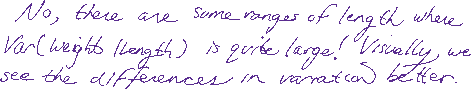 No, there are some ranges of length where
Var(Weight | Length) is quite large! Visually, we
see the differences in variation better.